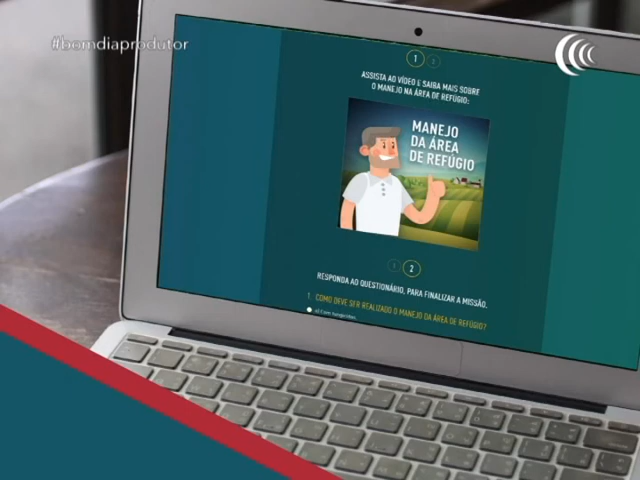 #bomdiaprodutor
1 2
ASSISTA AO VÍDEO E SAIBA MAIS SOBRE
O MANEJO NA ÁREA DE REFÚGIO:
MANEJO
DA ÁREA
DE REFÚGIO
1 2
RESPONDA AO QUESTIONÁRIO, PARA FINALIZAR A MISSÃO.
1. COMO DEVE SER REALIZADO O MANEJO DA ÁREA DE REFÚGIO?